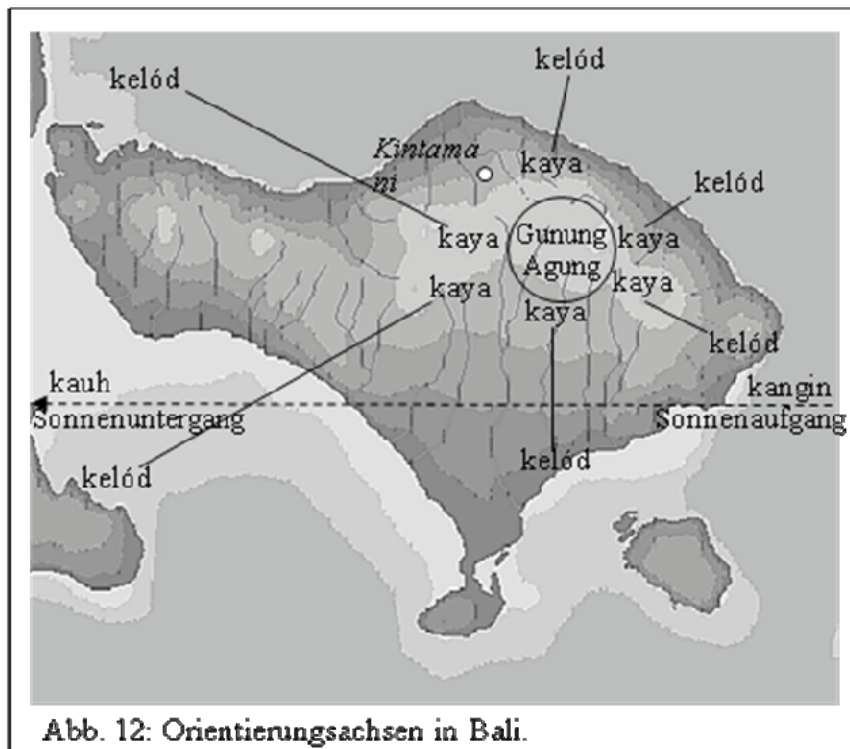 kelód
kelód
Kintama
ni
kaya
kelód
kaya
Gunung
Agung
kaya
kaya
kaya
kaya
kelód
kauh
Sonnenuntergang
kangin
Sonnenaufgang
kelód
kelód
Abb. 12: Orientierungsachsen in Bali.